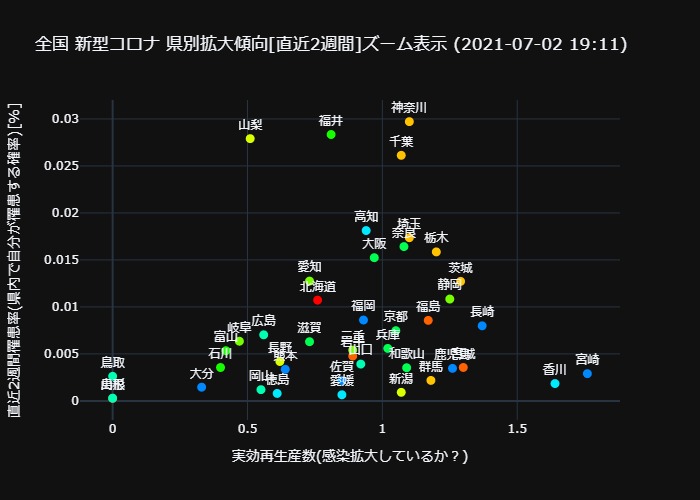 全国 新型コロナ 県別拡大傾向[直近2週間]ズーム表示 (2021-07-02 19:11)
直近2週間罹患率(県内で自分が罹患する確率)[%]
0.03
0.025
0.02
0.015
0.01
0.005
0
神奈川
福井
山梨
千葉
高知
埼玉
奈良
栃木
大阪
愛知
茨城
北海道
静岡
福岡
福島
長崎
京都
広島
岐阜
滋賀
富山
三重
兵庫
長野
山口
石川
熊本
和歌山
鹿児島
宮城
鳥取
佐賀
群馬
宮崎
香川
大分
岡山
徳島
愛媛
新潟
0
0.5
1
1.5
実効再生産数(感染拡大しているか？)